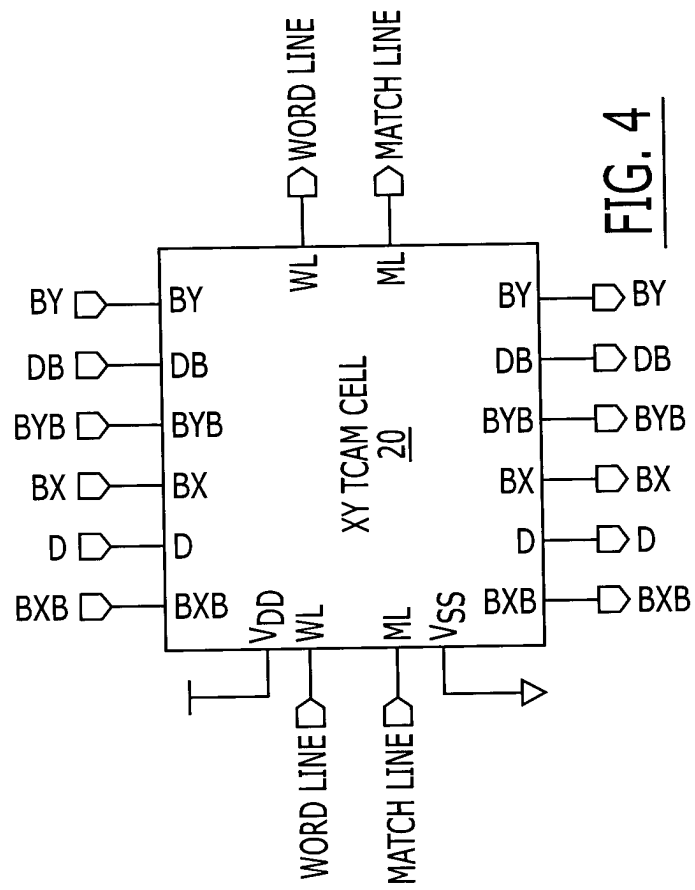 BXB
D
BX
BYB
DB
BY
BXB
D
BX
BYB
DB
BY
VDD
WORD LINE
WL
WL
WORD LINE
XY TCAM CELL
20
MATCH LINE
ML
ML
MATCH LINE
VSS
BXB
D
BX
BYB
DB
BY
BXB
D
BX
BYB
DB
BY
FIG. 4